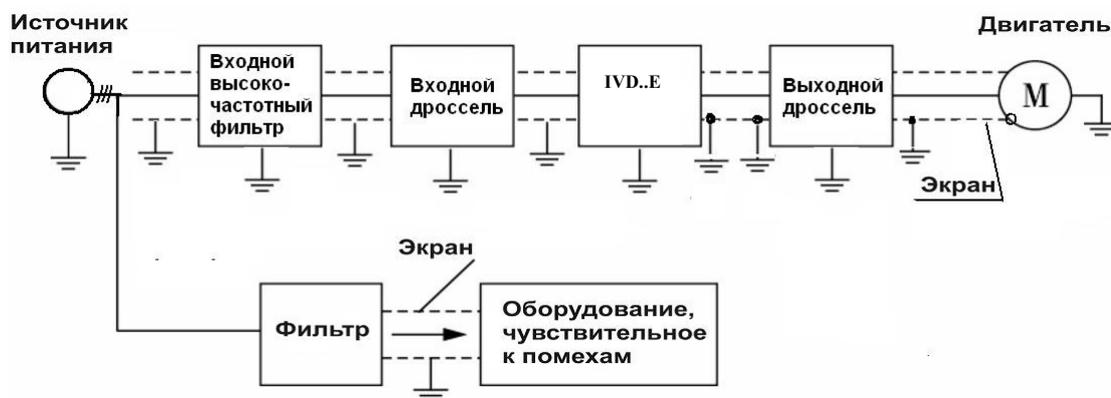 Источник
питания
Двигатель
Входной
высоко-
частотный
фильтр
Входной
дроссель
IVD..E
Выходной
дроссель
M
Экран
Экран
Фильтр
Оборудование,
чувствительное
к помехам